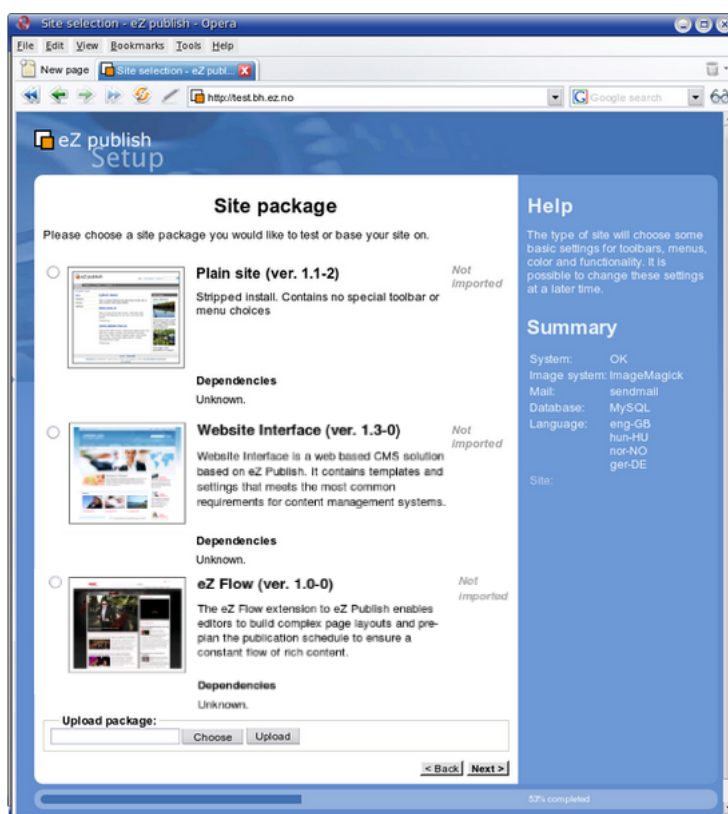 Site selection - eZ publish - Opera
File Edit View Bookmarks Tools Help
New page Site selection - eZ publ...
http://test.bh.ez.no Google search
eZ publish
Setup
Site package
Please choose a site package you would like to test or base your site on.
Plain site (ver. 1.1-2)
Not
imported
Stripped install. Contains no special toolbar or
menu choices
Dependencies
Unknown.
Website Interface (ver. 1.3-0)
Not
imported
Website Interface is a web based CMS solution
based on eZ Publish. It contains templates and
settings that meets the most common
requirements for content management systems.
Dependencies
Unknown.
eZ Flow (ver. 1.0-0)
Not
imported
The eZ Flow extension to eZ Publish enables
editors to build complex page layouts and pre-
plan the publication schedule to ensure a
constant flow of rich content.
Dependencies
Unknown.
Upload package:
Choose Upload
< Back Next >
Help
The type of site will choose some
basic settings for toolbars, menus,
color and functionality. It is
possible to change these settings
at a later time.
Summary
System: OK
Image system: ImageMagick
Mail: sendmail
Database: MySQL
Language: eng-GB
hun-HU
nor-NO
ger-DE
Site:
53% completed